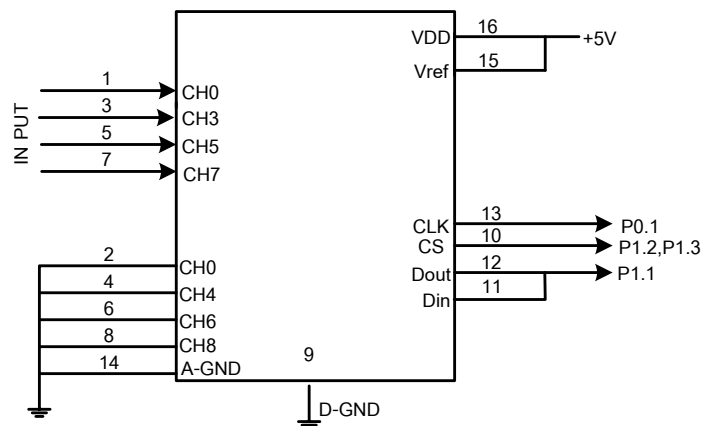 VDD
16
+5V
Vref
15
IN PUT
1
CH0
3
CH3
5
CH5
7
CH7
CLK
13
P0.1
CS
10
P1.2,P1.3
Dout
12
P1.1
Din
11
2
CH0
4
CH4
6
CH6
8
CH8
14
A-GND
9
D-GND